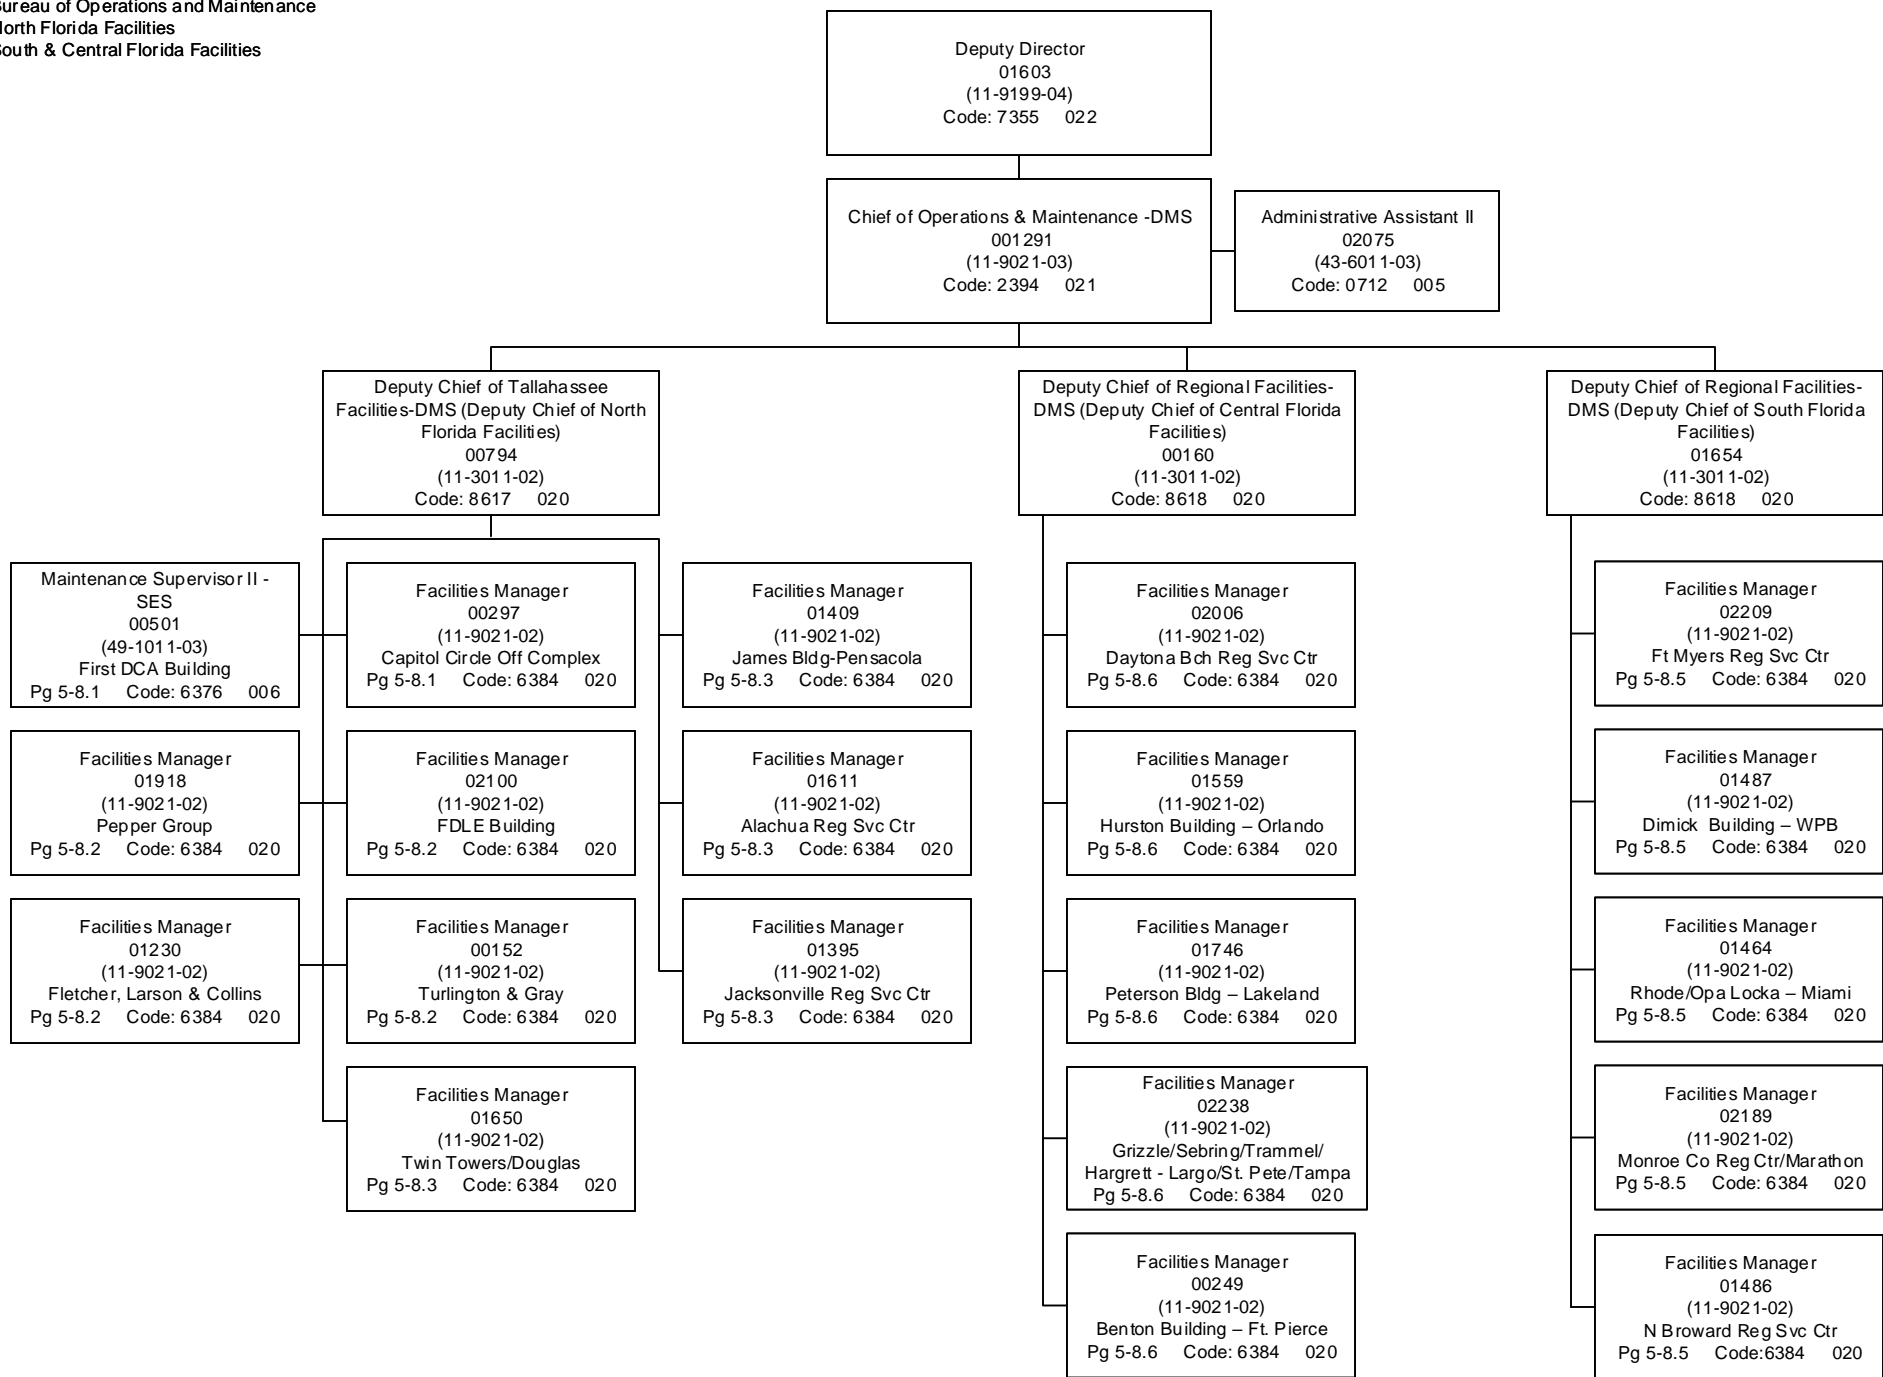 Bureau of Operations and Maintenance
North Florida Facilities
South & Central Florida Facilities
Deputy Director
01603
(11-9199-04)
Code: 7355 022
Chief of Operations & Maintenance -DMS
001291
(11-9021-03)
Code: 2394 021
Administrative Assistant II
02075
(43-6011-03)
Code: 0712 005
Deputy Chief of Tallahassee
Facilities-DMS (Deputy Chief of North
Florida Facilities)
00794
(11-3011-02)
Code: 8617 020
Deputy Chief of Regional Facilities-
DMS (Deputy Chief of Central Florida
Facilities)
00160
(11-3011-02)
Code: 8618 020
Deputy Chief of Regional Facilities-
DMS (Deputy Chief of South Florida
Facilities)
01654
(11-3011-02)
Code: 8618 020
Maintenance Supervisor II -
SES
00501
(49-1011-03)
First DCA Building
Pg 5-8.1 Code: 6376 006
Facilities Manager
00297
(11-9021-02)
Capitol Circle Off Complex
Pg 5-8.1 Code: 6384 020
Facilities Manager
01409
(11-9021-02)
James Bldg-Pensacola
Pg 5-8.3 Code: 6384 020
Facilities Manager
02006
(11-9021-02)
Daytona Bch Reg Svc Ctr
Pg 5-8.6 Code: 6384 020
Facilities Manager
02209
(11-9021-02)
Ft Myers Reg Svc Ctr
Pg 5-8.5 Code: 6384 020
Facilities Manager
01918
(11-9021-02)
Pepper Group
Pg 5-8.2 Code: 6384 020
Facilities Manager
02100
(11-9021-02)
FDLE Building
Pg 5-8.2 Code: 6384 020
Facilities Manager
01611
(11-9021-02)
Alachua Reg Svc Ctr
Pg 5-8.3 Code: 6384 020
Facilities Manager
01559
(11-9021-02)
Hurston Building – Orlando
Pg 5-8.6 Code: 6384 020
Facilities Manager
01487
(11-9021-02)
Dimick Building – WPB
Pg 5-8.5 Code: 6384 020
Facilities Manager
01230
(11-9021-02)
Fletcher, Larson & Collins
Pg 5-8.2 Code: 6384 020
Facilities Manager
00152
(11-9021-02)
Turlington & Gray
Pg 5-8.2 Code: 6384 020
Facilities Manager
01395
(11-9021-02)
Jacksonville Reg Svc Ctr
Pg 5-8.3 Code: 6384 020
Facilities Manager
01746
(11-9021-02)
Peterson Bldg – Lakeland
Pg 5-8.6 Code: 6384 020
Facilities Manager
01464
(11-9021-02)
Rhode/Opa Locka – Miami
Pg 5-8.5 Code: 6384 020
Facilities Manager
01650
(11-9021-02)
Twin Towers/Douglas
Pg 5-8.3 Code: 6384 020
Facilities Manager
02238
(11-9021-02)
Grizzle/Sebring/Trammel/
Hargrett - Largo/St. Pete/Tampa
Pg 5-8.6 Code: 6384 020
Facilities Manager
02189
(11-9021-02)
Monroe Co Reg Ctr/Marathon
Pg 5-8.5 Code: 6384 020
Facilities Manager
00249
(11-9021-02)
Benton Building – Ft. Pierce
Pg 5-8.6 Code: 6384 020
Facilities Manager
01486
(11-9021-02)
N Broward Reg Svc Ctr
Pg 5-8.5 Code:6384 020